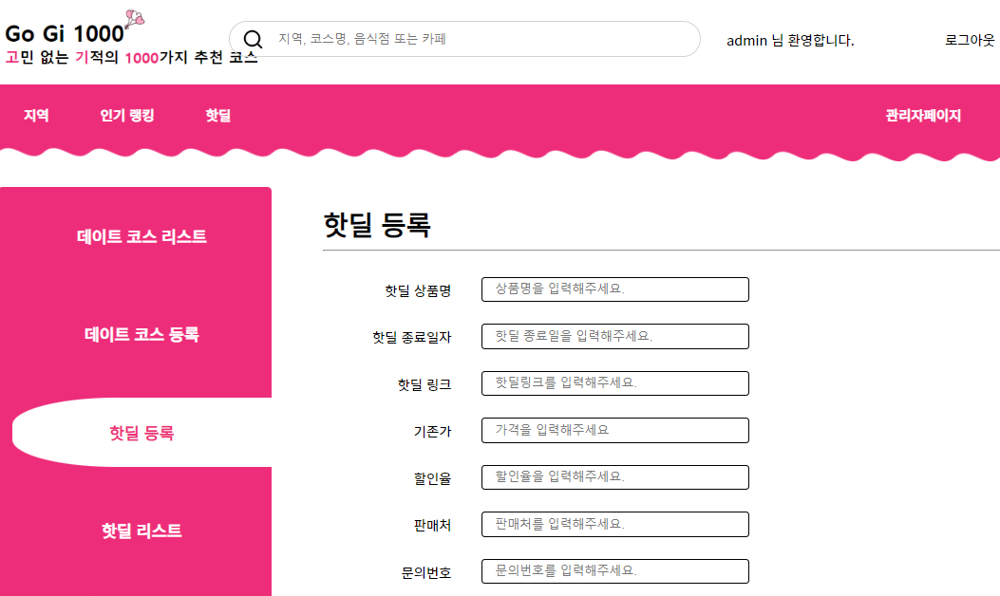 Go Gi 1000
고민 없는 기적의 1000가지 추천 코스
지역, 코스명, 음식점 또는 카페
admin 님 환영합니다.
로그아웃
지역
인기 랭킹
핫딜
관리자페이지
데이트 코스 리스트
데이트 코스 등록
핫딜 등록
핫딜 리스트
핫딜 등록
핫딜 상품명 상품명을 입력해주세요.
핫딜 종료일자 핫딜 종료일을 입력해주세요.
핫딜 링크 핫딜링크를 입력해주세요.
기존가 가격을 입력해주세요
할인율 할인율을 입력해주세요.
판매처 판매처를 입력해주세요.
문의번호 문의번호를 입력해주세요.